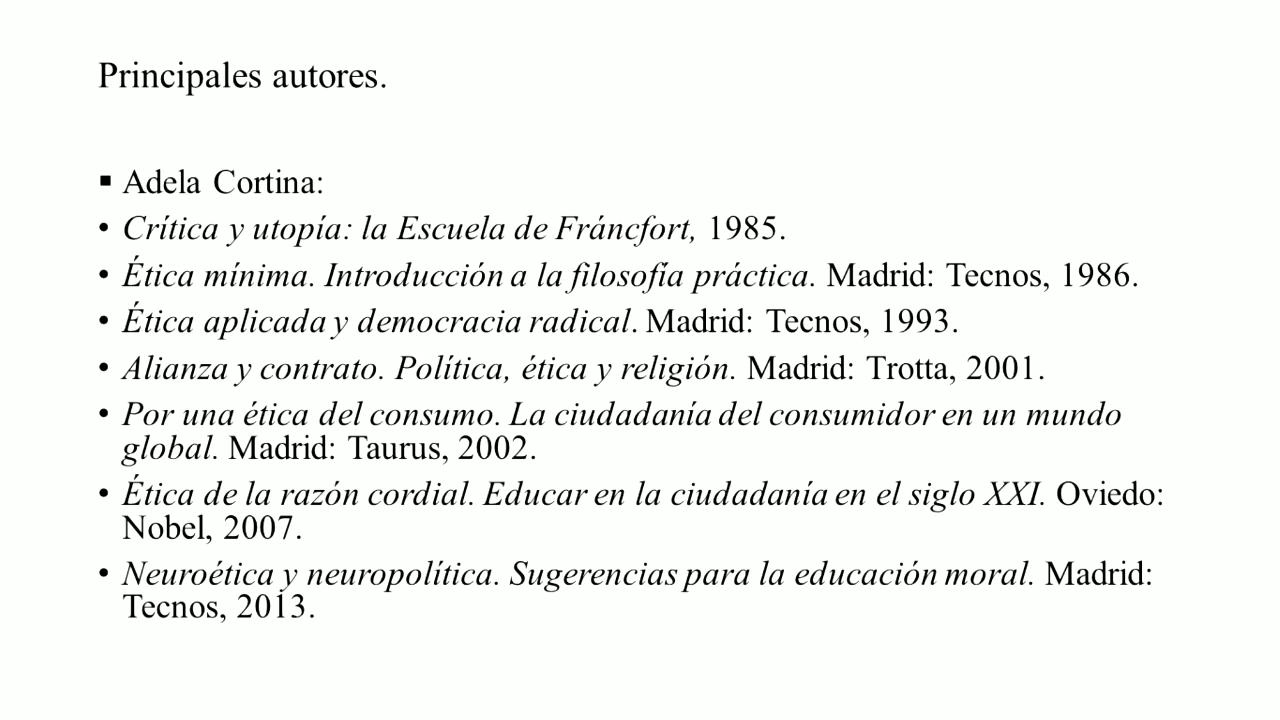 Principales autores.
▪ Adela Cortina:
• Crítica y utopía: la Escuela de Fráncfort, 1985.
• Ética mínima. Introducción a la filosofía práctica. Madrid: Tecnos, 1986.
• Ética aplicada y democracia radical. Madrid: Tecnos, 1993.
• Alianza y contrato. Política, ética y religión. Madrid: Trotta, 2001.
• Por una ética del consumo. La ciudadanía del consumidor en un mundo
global. Madrid: Taurus, 2002.
• Ética de la razón cordial. Educar en la ciudadanía en el siglo XXI. Oviedo:
Nobel, 2007.
• Neuroética y neuropolítica. Sugerencias para la educación moral. Madrid:
Tecnos, 2013.